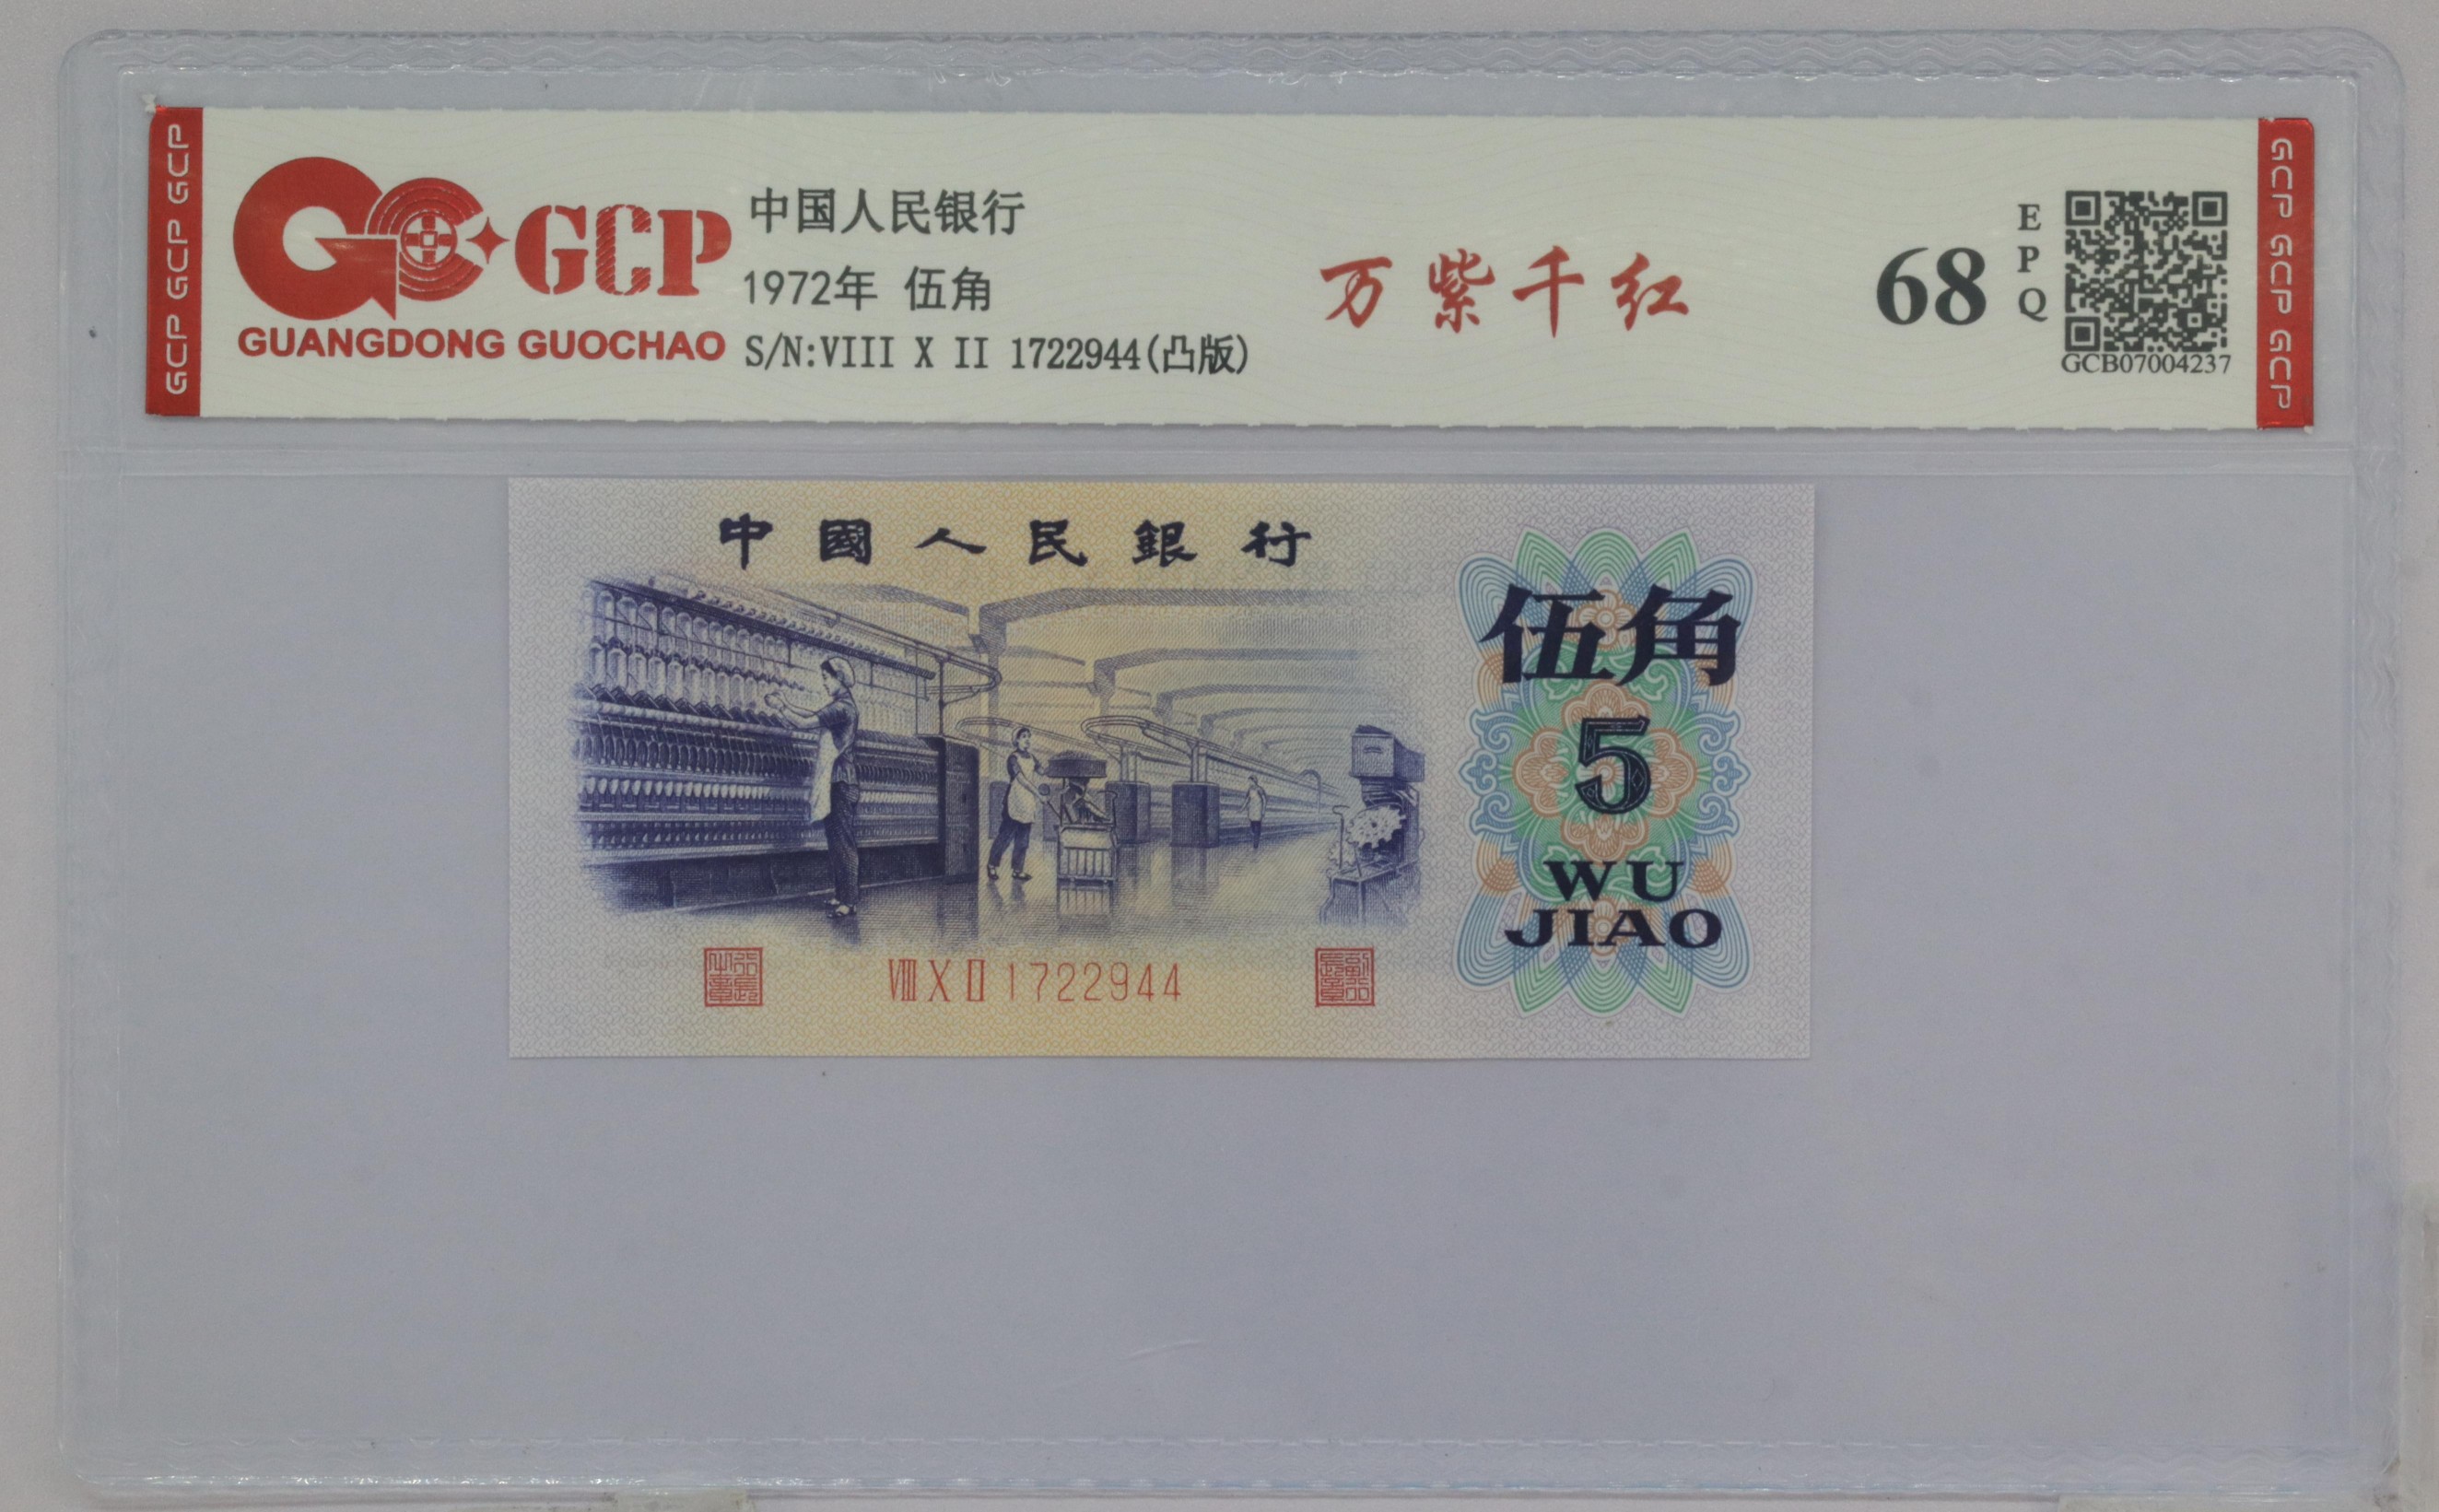 GCP GCP GCP
GCP
GUANGDONG GUOCHAO
中国人民银行
1972年 伍角
S/N:VIII X II 1722944(凸版)
万紫千红
68
E
P
Q
GCB07004237
GCP GCP GCP
中國人民銀行
伍角
5
WU
JIAO
VIII X II 1722944